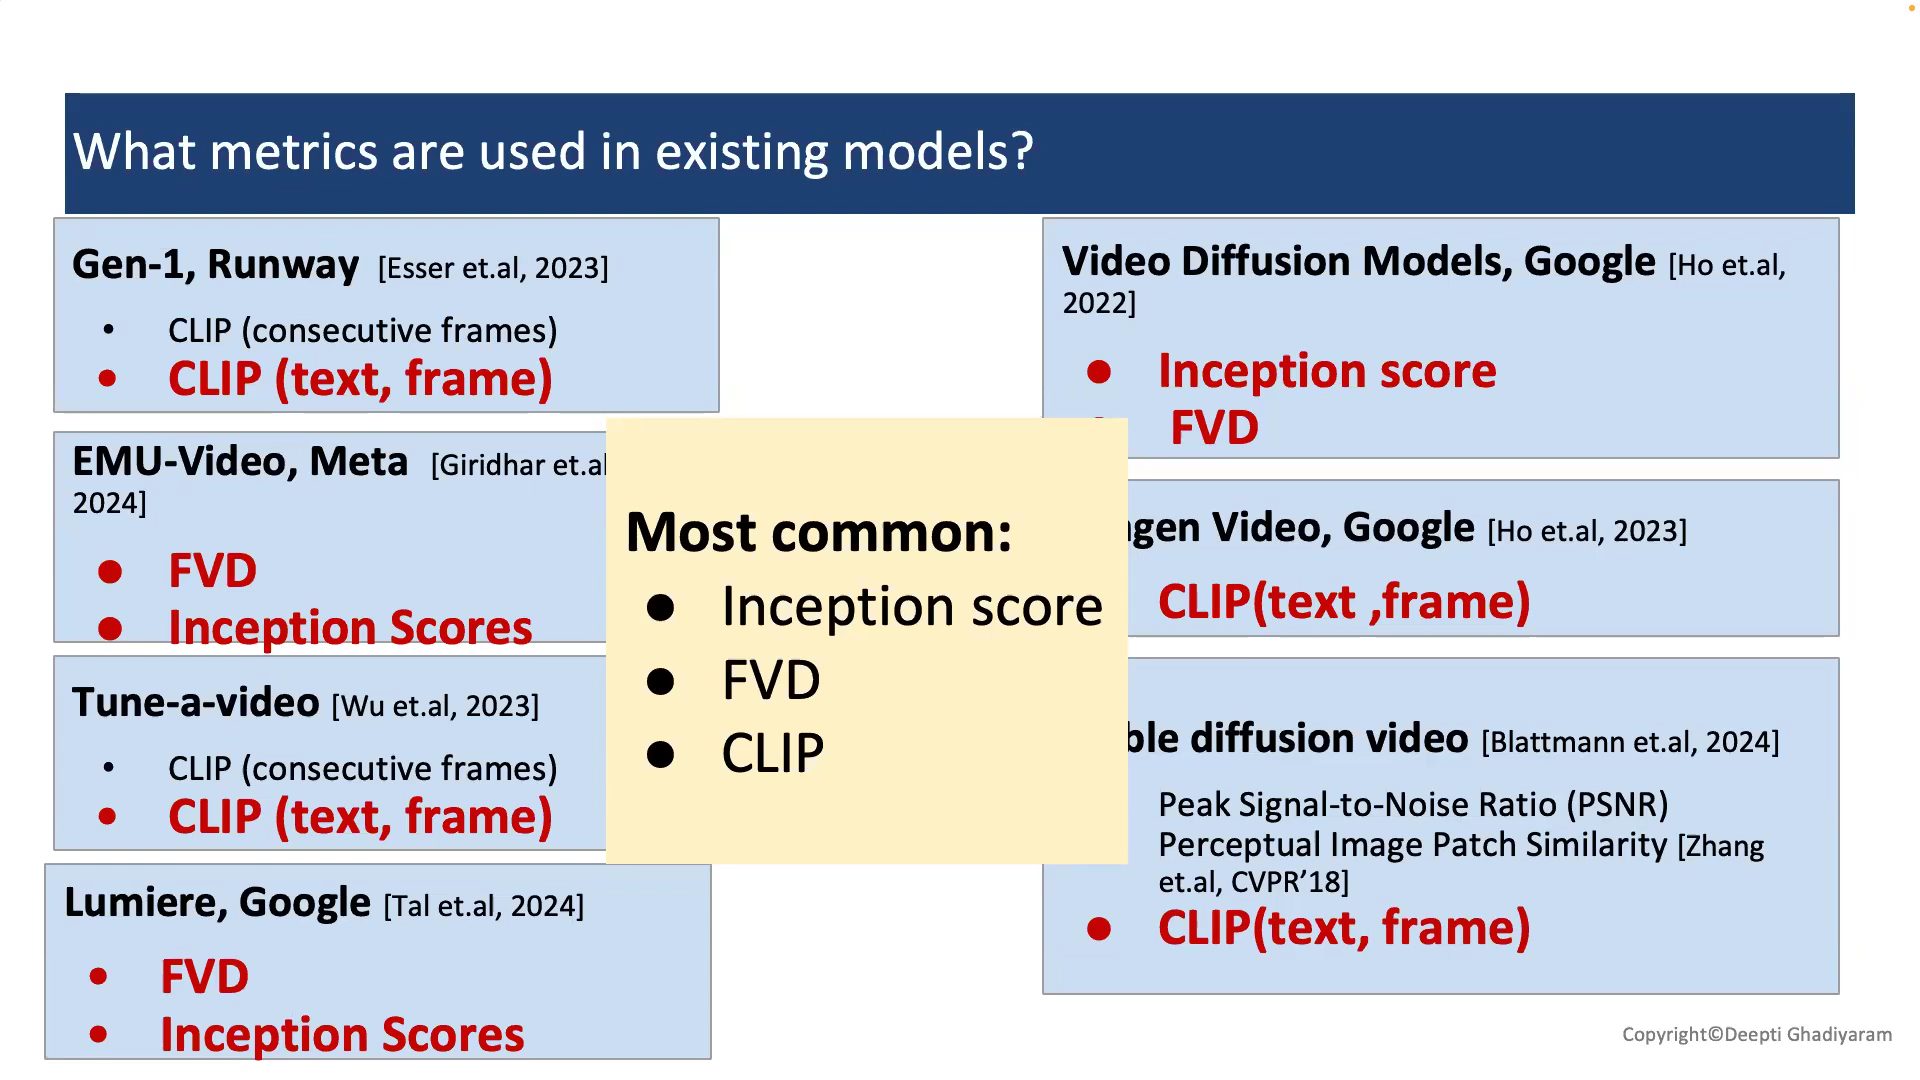 What metrics are used in existing models?
Gen-1, Runway [Esser et.al, 2023]
• CLIP (consecutive frames)
• CLIP (text, frame)
EMU-Video, Meta [Giridhar et.al
2024]
● FVD
● Inception Scores
Tune-a-video [Wu et.al, 2023]
• CLIP (consecutive frames)
• CLIP (text, frame)
Lumiere, Google [Tal et.al, 2024]
• FVD
• Inception Scores
Most common:
● Inception score
● FVD
● CLIP
Video Diffusion Models, Google [Ho et.al,
2022]
● Inception score
FVD
Video, Google [Ho et.al, 2023]
CLIP(text ,frame)
diffusion video [Blattmann et.al, 2024]
Peak Signal-to-Noise Ratio (PSNR)
Perceptual Image Patch Similarity [Zhang
et.al, CVPR’18]
● CLIP(text, frame)
Copyright©Deepti Ghadiyaram